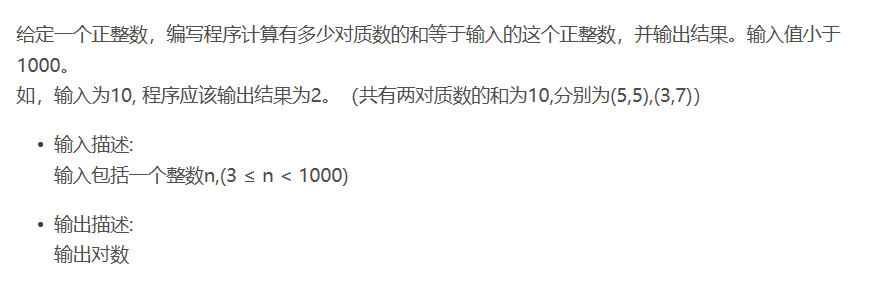 给定一个正整数，编写程序计算有多少对质数的和等于输入的这个正整数，并输出结果。输入值小于
1000。
如，输入为10, 程序应该输出结果为2。（共有两对质数的和为10,分别为(5,5),(3,7)）
• 输入描述:
输入包括一个整数n,(3 ≤ n < 1000)
• 输出描述:
输出对数